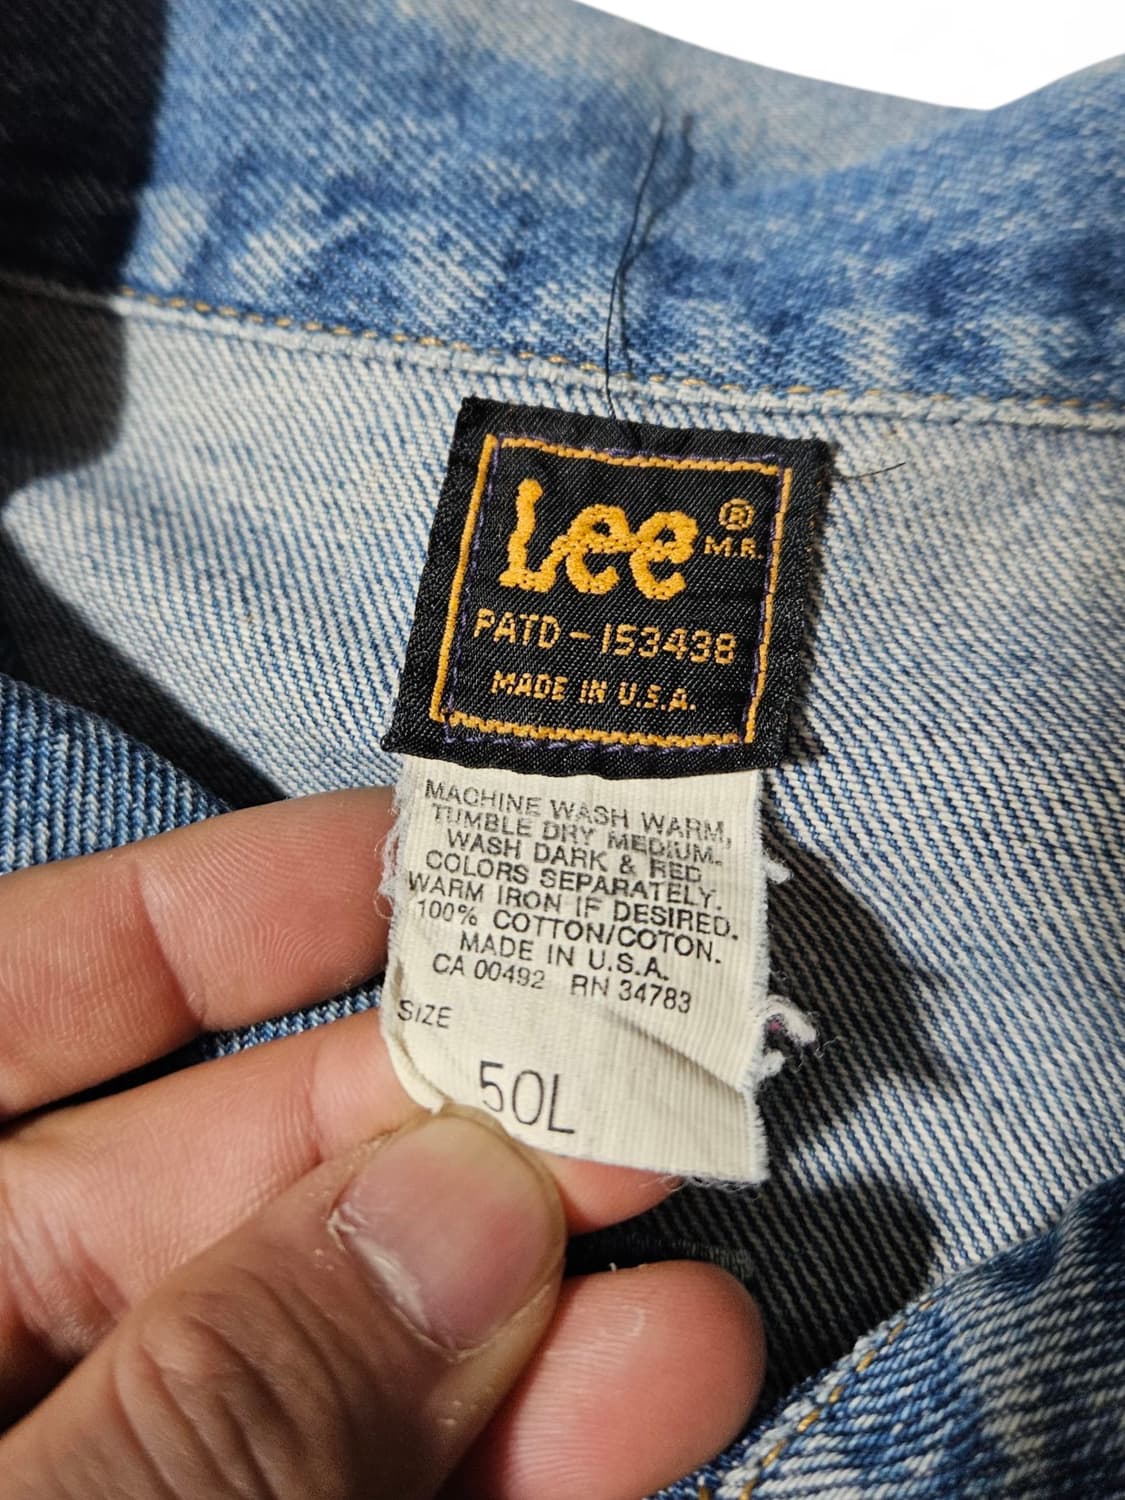 Lee ®
M.R.
PATD-153438
MADE IN U.S.A.
MACHINE WASH WARM,
TUMBLE DRY MEDIUM.
WASH DARK & RED
COLORS SEPARATELY.
WARM IRON IF DESIRED.
100% COTTON/COTON.
MADE IN U.S.A.
CA 00492 RN 34783
SIZE
50L